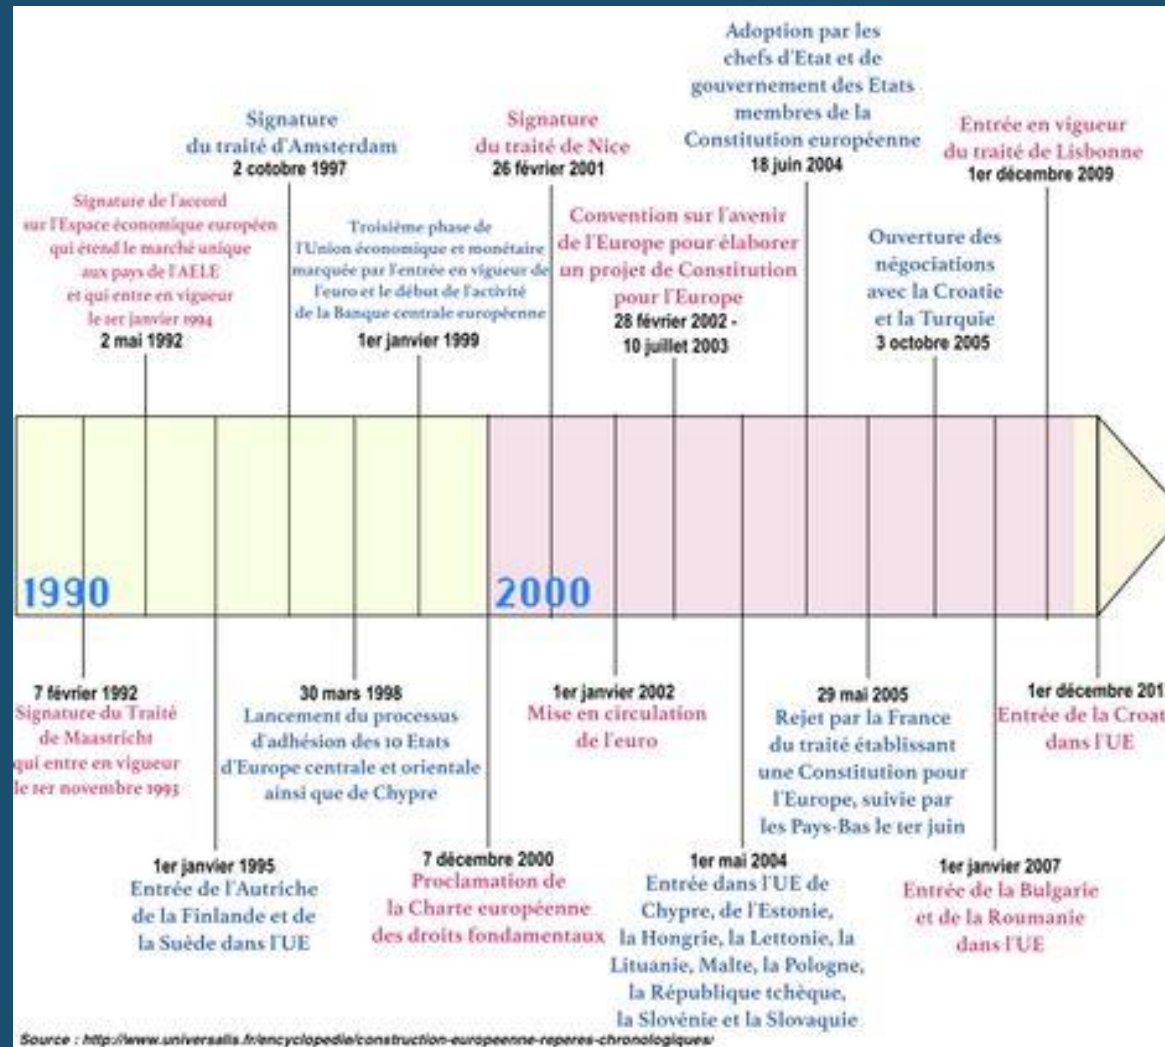 Signature
du traité d'Amsterdam
2 cotobre 1997
Signature de l'accord
sur l'Espace économique européen
qui étend le marché unique
aux pays de l'AELE
et qui entre en vigueur
le 1er janvier 1994
2 mai 1992
Troisième phase de
l'Union économique et monétaire
marquée par l'entrée en vigueur de
l'euro et le début de l'activité
de la Banque centrale européenne
1er janvier 1999
Signature
du traité de Nice
26 février 2001
Convention sur l'avenir
de l'Europe pour élaborer
un projet de Constitution
pour l'Europe
28 février 2002 -
10 juillet 2003
Adoption par les
chefs d'Etat et de
gouvernement des Etats
membres de la
Constitution européenne
18 juin 2004
Ouverture des
négociations
avec la Croatie
et la Turquie
3 octobre 2005
Entrée en vigueur
du traité de Lisbonne
1er décembre 2009
1990
2000
7 février 1992
Signature du Traité
de Maastricht
qui entre en vigueur
le 1er novembre 1993
1er janvier 1995
Entrée de l'Autriche
de la Finlande et de
la Suède dans l'UE
30 mars 1998
Lancement du processus
d'adhésion des 10 Etats
d'Europe centrale et orientale
ainsi que de Chypre
7 décembre 2000
Proclamation de
la Charte européenne
des droits fondamentaux
1er janvier 2002
Mise en circulation
de l'euro
1er mai 2004
Entrée dans l'UE de
Chypre, de l'Estonie,
la Hongrie, la Lettonie, la
Lituanie, Malte, la Pologne,
la République tchèque,
la Slovénie et la Slovaquie
29 mai 2005
Rejet par la France
du traité établissant
une Constitution pour
l'Europe, suivie par
les Pays-Bas le 1er juin
1er janvier 2007
Entrée de la Bulgarie
et de la Roumanie
dans l'UE
1er décembre 201
Entrée de la Croat
dans l'UE
Source : http://www.universalis.fr/encyclopedie/construction-europeenne-reperes-chronologiques/